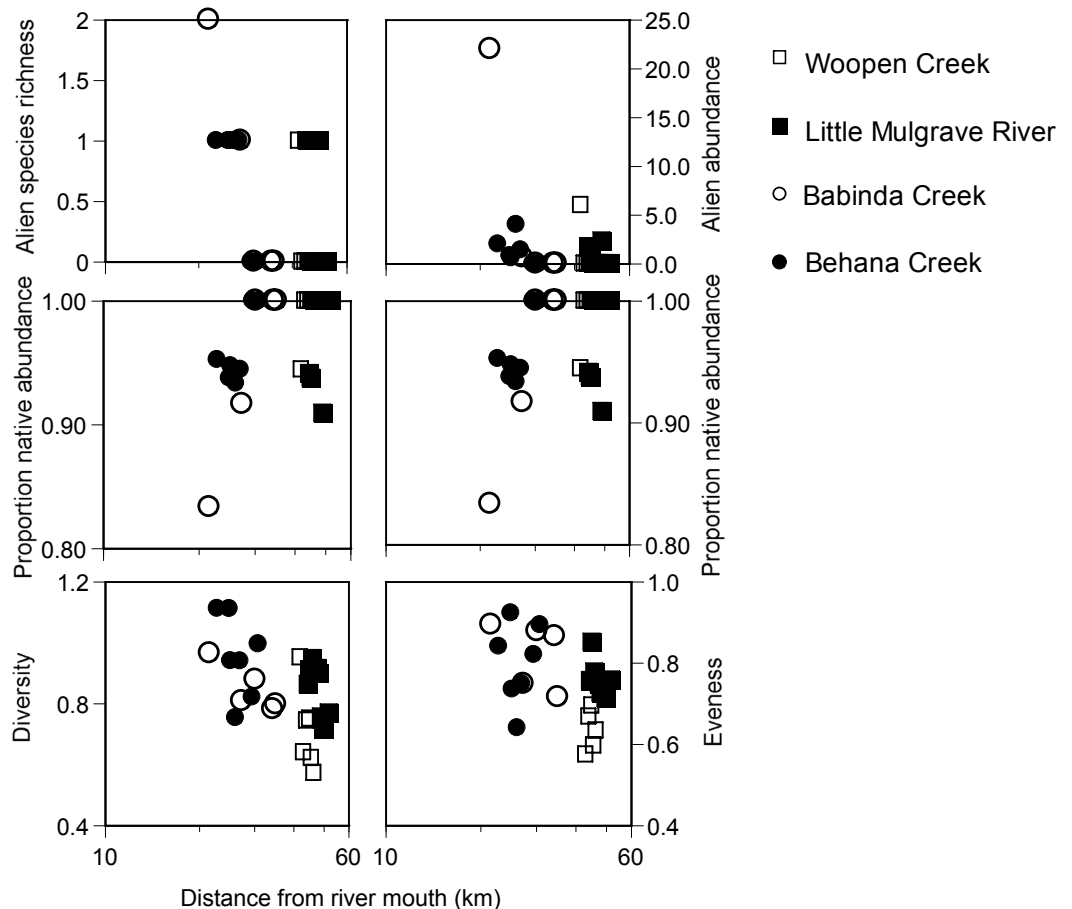 2
1.5
1
0.5
0
Alien species richness
25.0
20.0
15.0
10.0
5.0
0.0
Alien abundance
Woopen Creek
Little Mulgrave River
Babinda Creek
Behana Creek
1.00
0.90
0.80
Proportion native abundance
1.00
0.90
0.80
Proportion native abundance
1.2
0.8
0.4
Diversity
10
60
1.0
0.8
0.6
0.4
Eveness
10
60
Distance from river mouth (km)